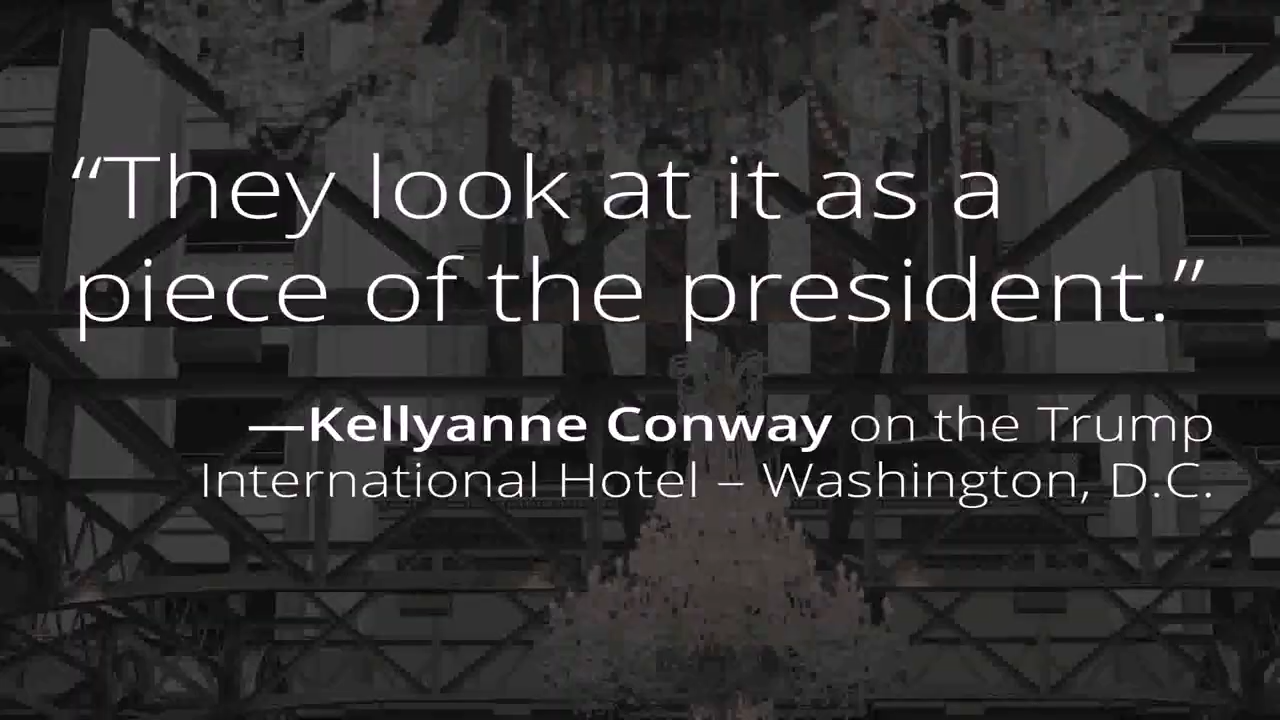 “They look at it as a
piece of the president.”
—Kellyanne Conway on the Trump
International Hotel – Washington, D.C.